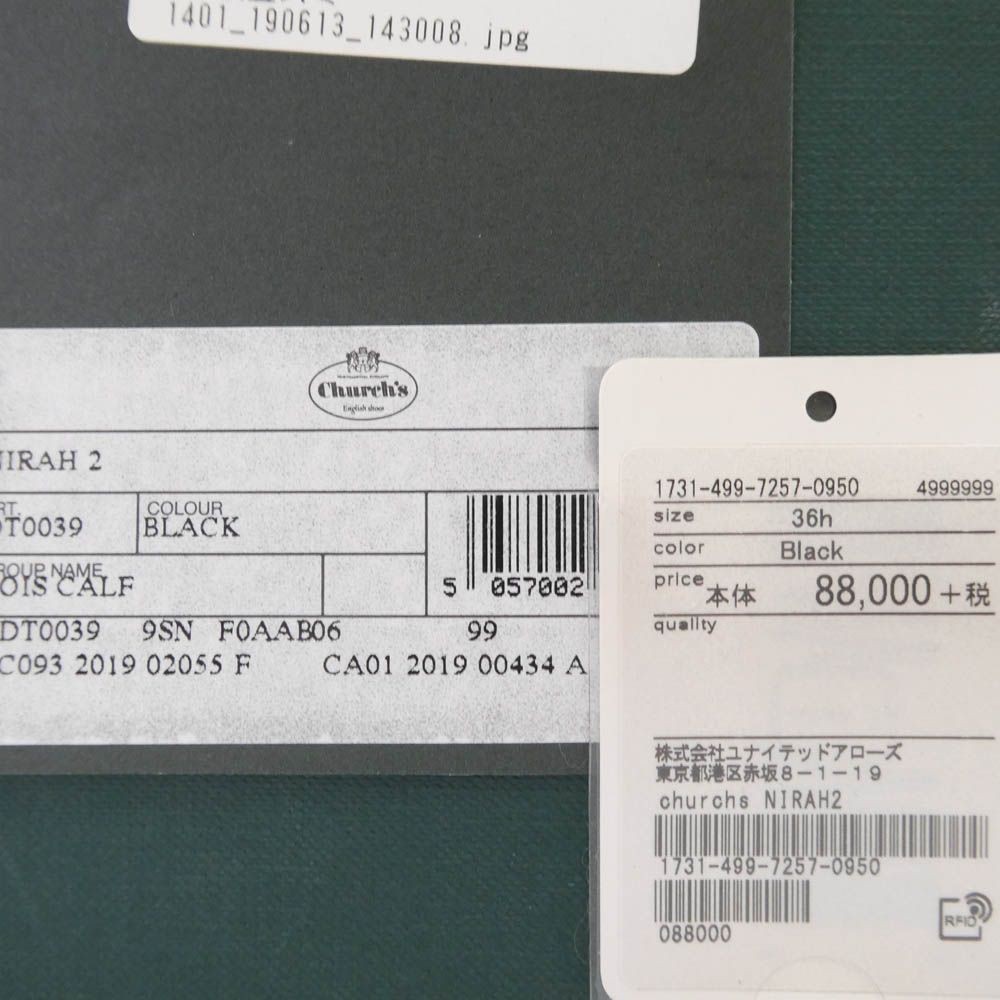 1401_190613_143008.jpg
Church's
English shoes
NIRAH 2
COLOUR
DT0039 BLACK
GROUP NAME
OIS CALF
5 057002
DT0039 9SN F0AAB06 99
C093 2019 02055 F CA01 2019 00434 A
1731-499-7257-0950 4999999
size 36h
color Black
price 本体 88,000+税
quality
株式会社ユナイテッドアローズ
東京都港区赤坂8-1-19
churchs NIRAH2
1731-499-7257-0950
088000
RFID